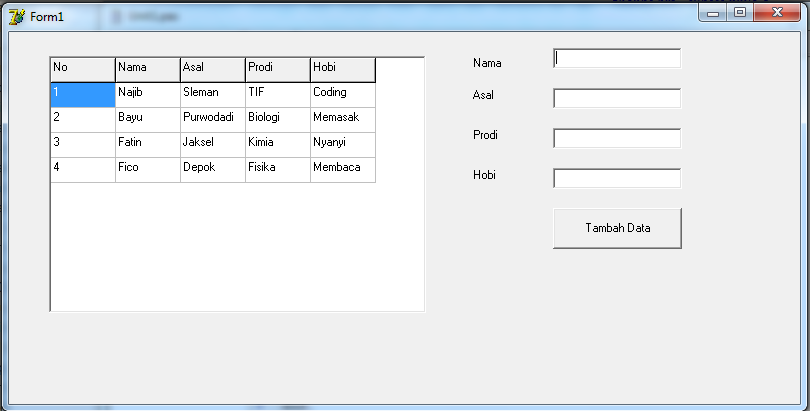 Form1
No Nama Asal Prodi Hobi
1 Najib Sleman TIF Coding
2 Bayu Purwodadi Biologi Memasak
3 Fatin Jaksel Kimia Nyanyi
4 Fico Depok Fisika Membaca
Nama
Asal
Prodi
Hobi
Tambah Data